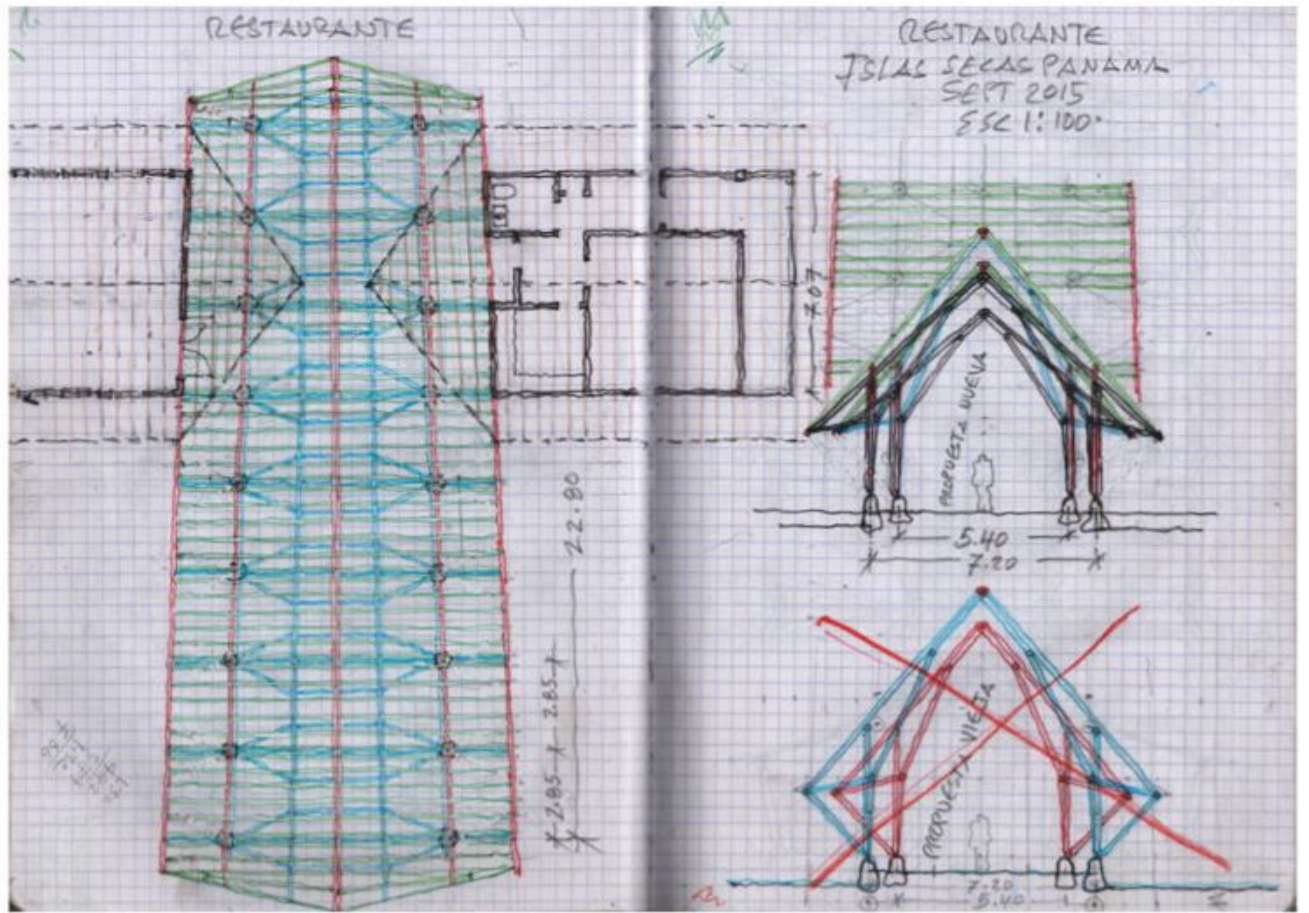 RESTAURANTE
22.80
2.85
2.85
RESTAURANTE
ISLAS SECAS PANAMA
SEPT 2015
ESC 1:100
7.07
PROPUESTA NUEVA
5.40
7.20
PROPUESTA VIEJA
7.20
5.40